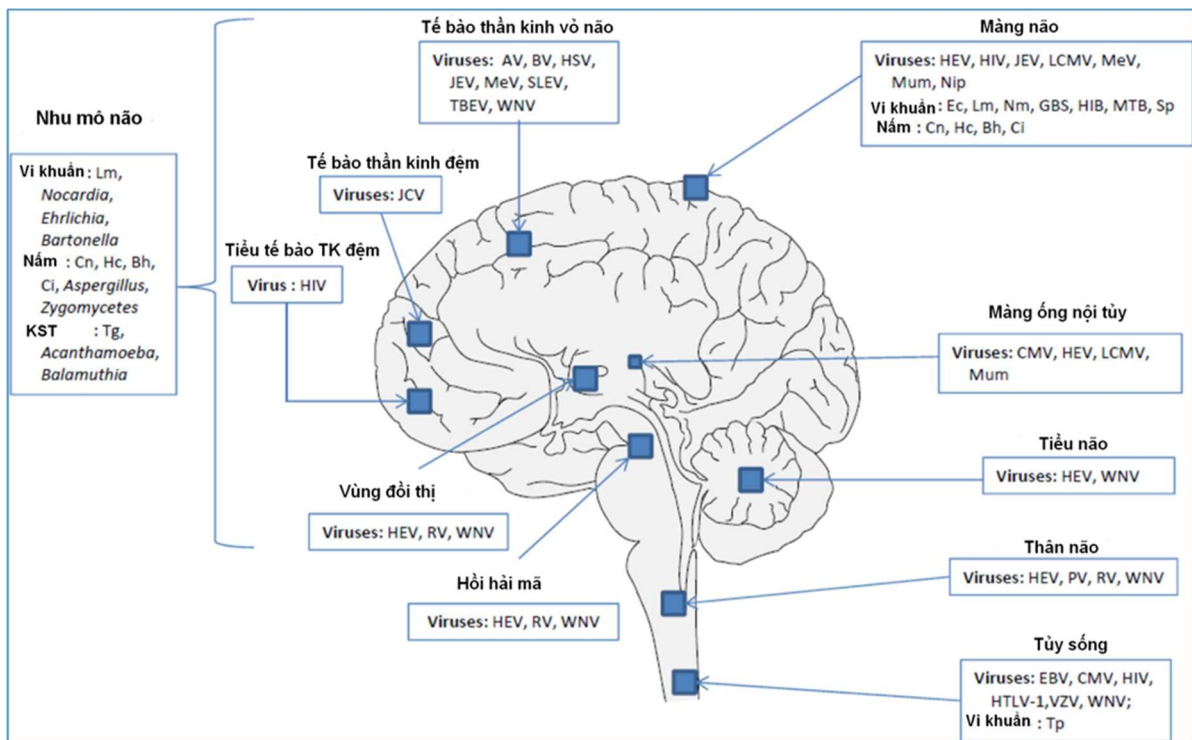 Nhu mô não
Vi khuẩn : Lm,
Nocardia,
Ehrlichia,
Bartonella
Nấm : Cn, Hc, Bh,
Ci, Aspergillus,
Zygomycetes
KST : Tg,
Acanthamoeba,
Balamuthia
Tế bào thần kinh vỏ não
Viruses: AV, BV, HSV,
JEV, MeV, SLEV,
TBEV, WNV
Tế bào thần kinh đệm
Viruses: JCV
Tiểu tế bào TK đệm
Virus : HIV
Vùng đồi thị
Viruses: HEV, RV, WNV
Hồi hải mã
Viruses: HEV, RV, WNV
Màng não
Viruses: HEV, HIV, JEV, LCMV, MeV,
Mum, Nip
Vi khuẩn : Ec, Lm, Nm, GBS, HIB, MTB, Sp
Nấm : Cn, Hc, Bh, Ci
Màng ống nội tủy
Viruses: CMV, HEV, LCMV,
Mum
Tiểu não
Viruses: HEV, WNV
Thân não
Viruses: HEV, PV, RV, WNV
Tủy sống
Viruses: EBV, CMV, HIV,
HTLV-1,VZV, WNV;
Vi khuẩn : Tp